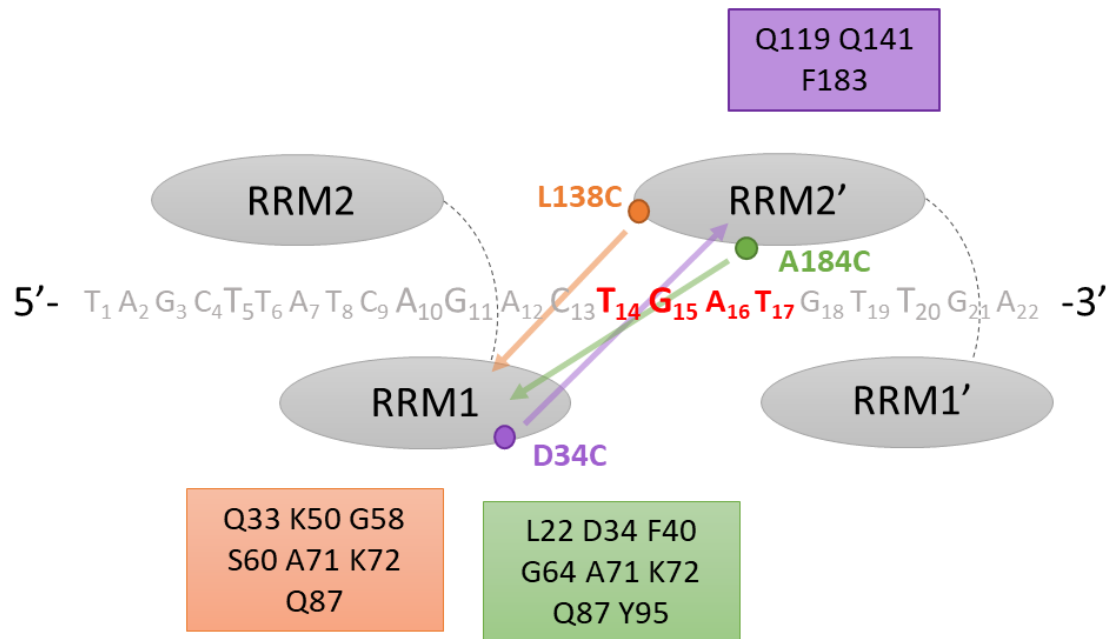 Q119 Q141
F183
RRM2
L138C
RRM2’
A184C
5’- T1 A2 G3 C4 T5 T6 A7 T8 C9 A10 G11 A12 C13 T14 G15 A16 T17 G18 T19 T20 G21 A22 -3’
RRM1
RRM1’
D34C
Q33 K50 G58
S60 A71 K72
Q87
L22 D34 F40
G64 A71 K72
Q87 Y95